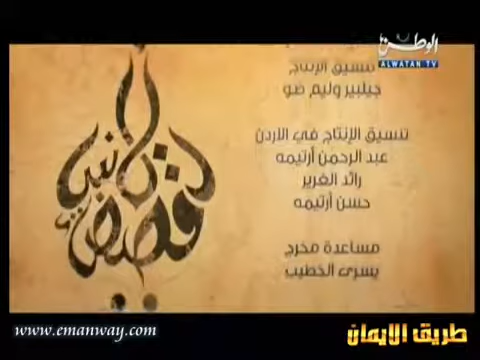 الوطن
ALWATAN TV
تنسيق الإنتاج
جيلبير وليم ضو
تنسيق الإنتاج في الأردن
عبد الرحمن أرتيمه
رائد الغرير
حسن أرتيمه
مساعدة مخرج
يسرى الخطيب
قصص الأنبياء
www.emanway.com
طريق الإيمان